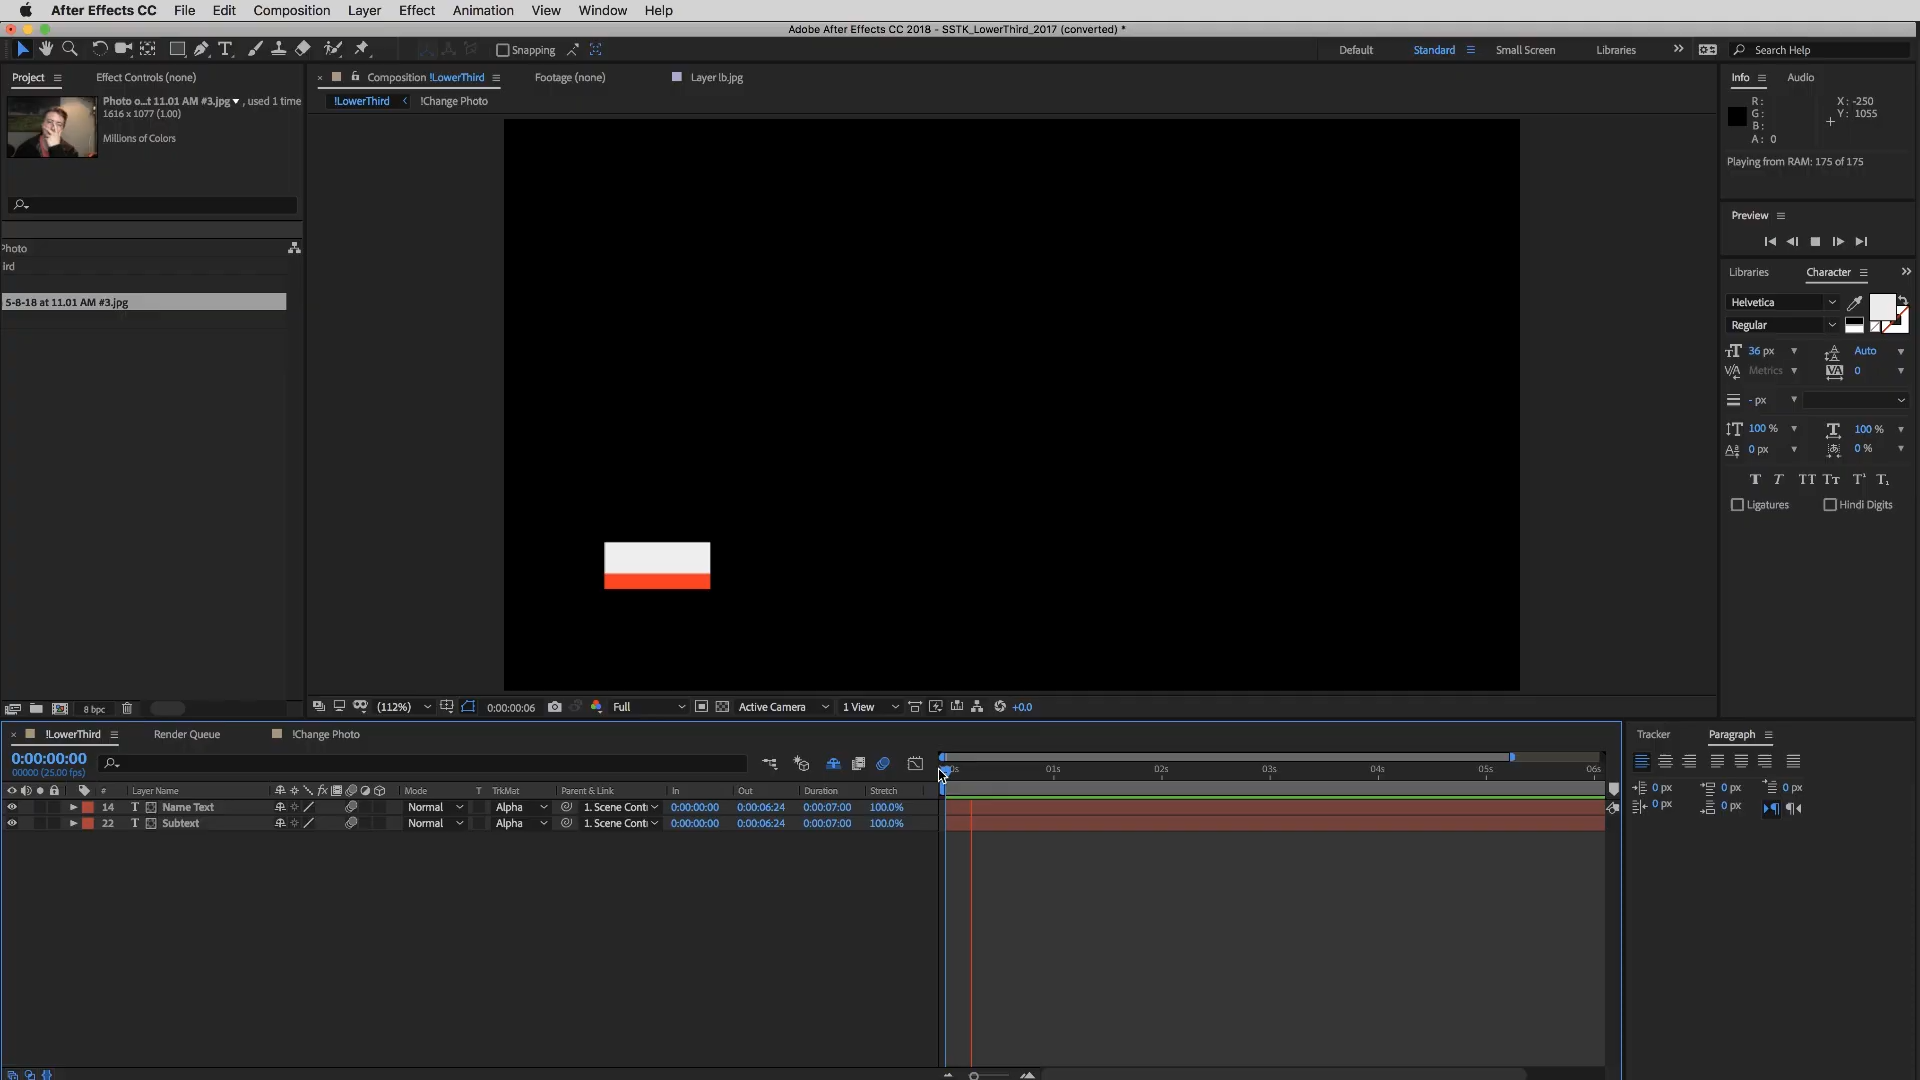 After Effects CC File Edit Composition Layer Effect Animation View Window Help
Adobe After Effects CC 2018 - SSTK_LowerThird_2017 (converted) *
Snapping
Default Standard Small Screen Libraries Search Help
Project Effect Controls (none)
Composition !LowerThird Footage (none) Layer lb.jpg
Info Audio
Photo o...t 11.01 AM #3.jpg , used 1 time
1616 x 1077 (1.00)
Millions of Colors
!LowerThird !Change Photo
R: X: -250
G: Y: 1055
B:
A: 0
Playing from RAM: 175 of 175
Preview
Photo
ird
5-8-18 at 11.01 AM #3.jpg
Libraries Character
Helvetica
Regular
36 px Auto
Metrics 0
- px
100 % 100 %
0 px 0 %
T T TT Tt T¹ T₁
Ligatures Hindi Digits
8 bpc
(112%) 0:00:00:06 Full Active Camera 1 View +0.0
!LowerThird Render Queue !Change Photo
0:00:00:00
00000 (25.00 fps)
0s 01s 02s 03s 04s 05s 06s
# Layer Name Mode T TrkMat Parent & Link In Out Duration Stretch
14 T Name Text Normal Alpha 1. Scene Cont 0:00:00:00 0:00:06:24 0:00:07:00 100.0%
22 T Subtext Normal Alpha 1. Scene Cont 0:00:00:00 0:00:06:24 0:00:07:00 100.0%
Tracker Paragraph
0 px 0 px 0 px
0 px 0 px